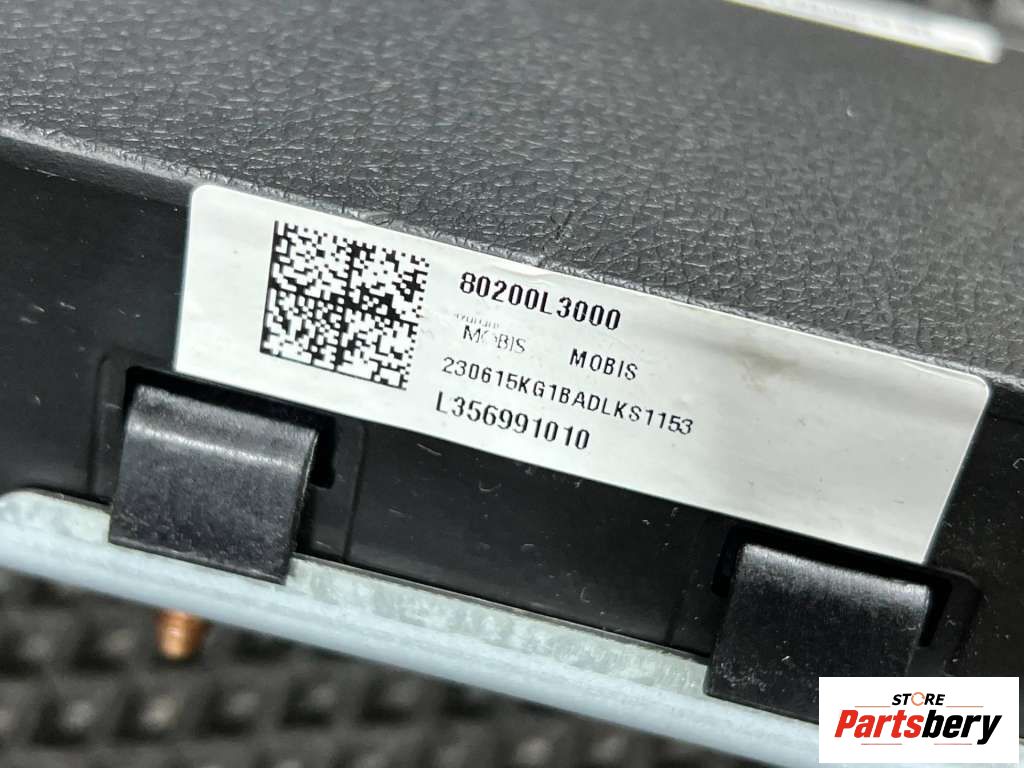 80200L3000
MOBIS MOBIS
230615KG1BADLKS1153
L356991010
STORE
Partsbery